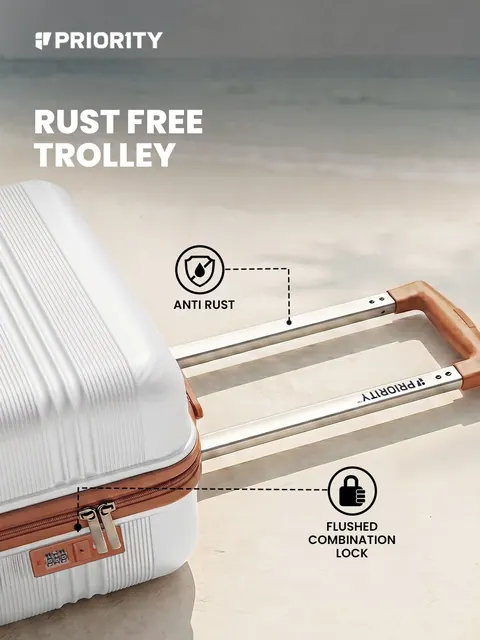 PRIORITY
RUST FREE
TROLLEY
ANTI RUST
PRIORITY
FLUSHED
COMBINATION
LOCK